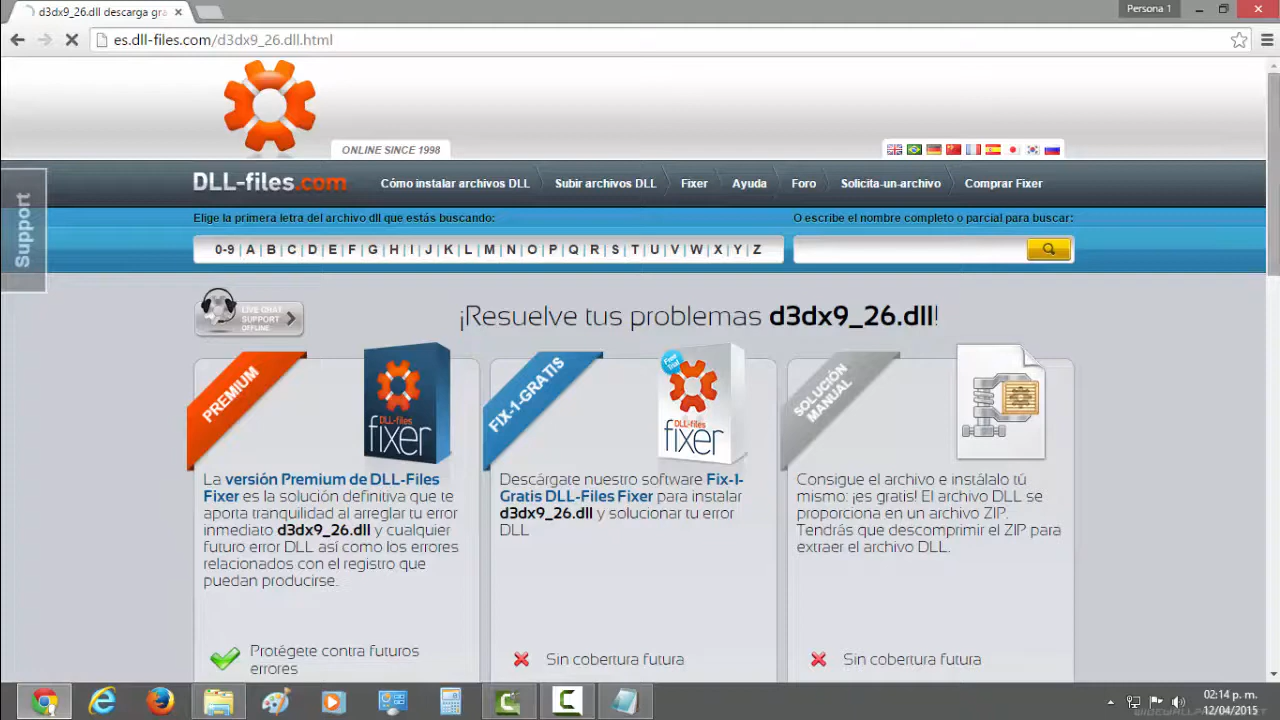 d3dx9_26.dll descarga gra
Persona 1
es.dll-files.com/d3dx9_26.dll.html
ONLINE SINCE 1998
DLL-files.com
Cómo instalar archivos DLL
Subir archivos DLL
Fixer
Ayuda
Foro
Solicita-un-archivo
Comprar Fixer
Support
Elige la primera letra del archivo dll que estás buscando:
O escribe el nombre completo o parcial para buscar:
0-9 | A | B | C | D | E | F | G | H | I | J | K | L | M | N | O | P | Q | R | S | T | U | V | W | X | Y | Z
LIVE CHAT
SUPPORT
OFFLINE
¡Resuelve tus problemas d3dx9_26.dll!
PREMIUM
DLL-files
fixer
La versión Premium de DLL-Files
Fixer es la solución definitiva que te
aporta tranquilidad al arreglar tu error
inmediato d3dx9_26.dll y cualquier
futuro error DLL así como los errores
relacionados con el registro que
puedan producirse.
Protégete contra futuros
errores
FIX-1-GRATIS
Free
Trial
DLL-files
fixer
Descárgate nuestro software Fix-1-
Gratis DLL-Files Fixer para instalar
d3dx9_26.dll y solucionar tu error
DLL
Sin cobertura futura
SOLUCIÓN
MANUAL
Consigue el archivo e instálalo tú
mismo: ¡es gratis! El archivo DLL se
proporciona en un archivo ZIP.
Tendrás que descomprimir el ZIP para
extraer el archivo DLL.
Sin cobertura futura
02:14 p. m.
12/04/2015